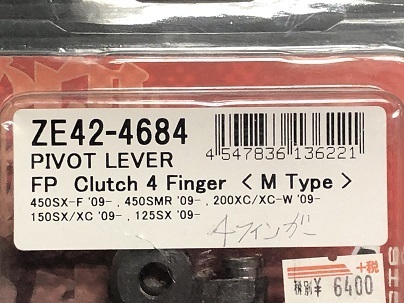 ZE42-4684
4 547836 136221
PIVOT LEVER
FP Clutch 4 Finger < M Type >
450SX-F '09- , 450SMR '09- , 200XC/XC-W '09-
150SX/XC '09- , 125SX '09-
4フィンガー
+税
税別 ¥ 6400